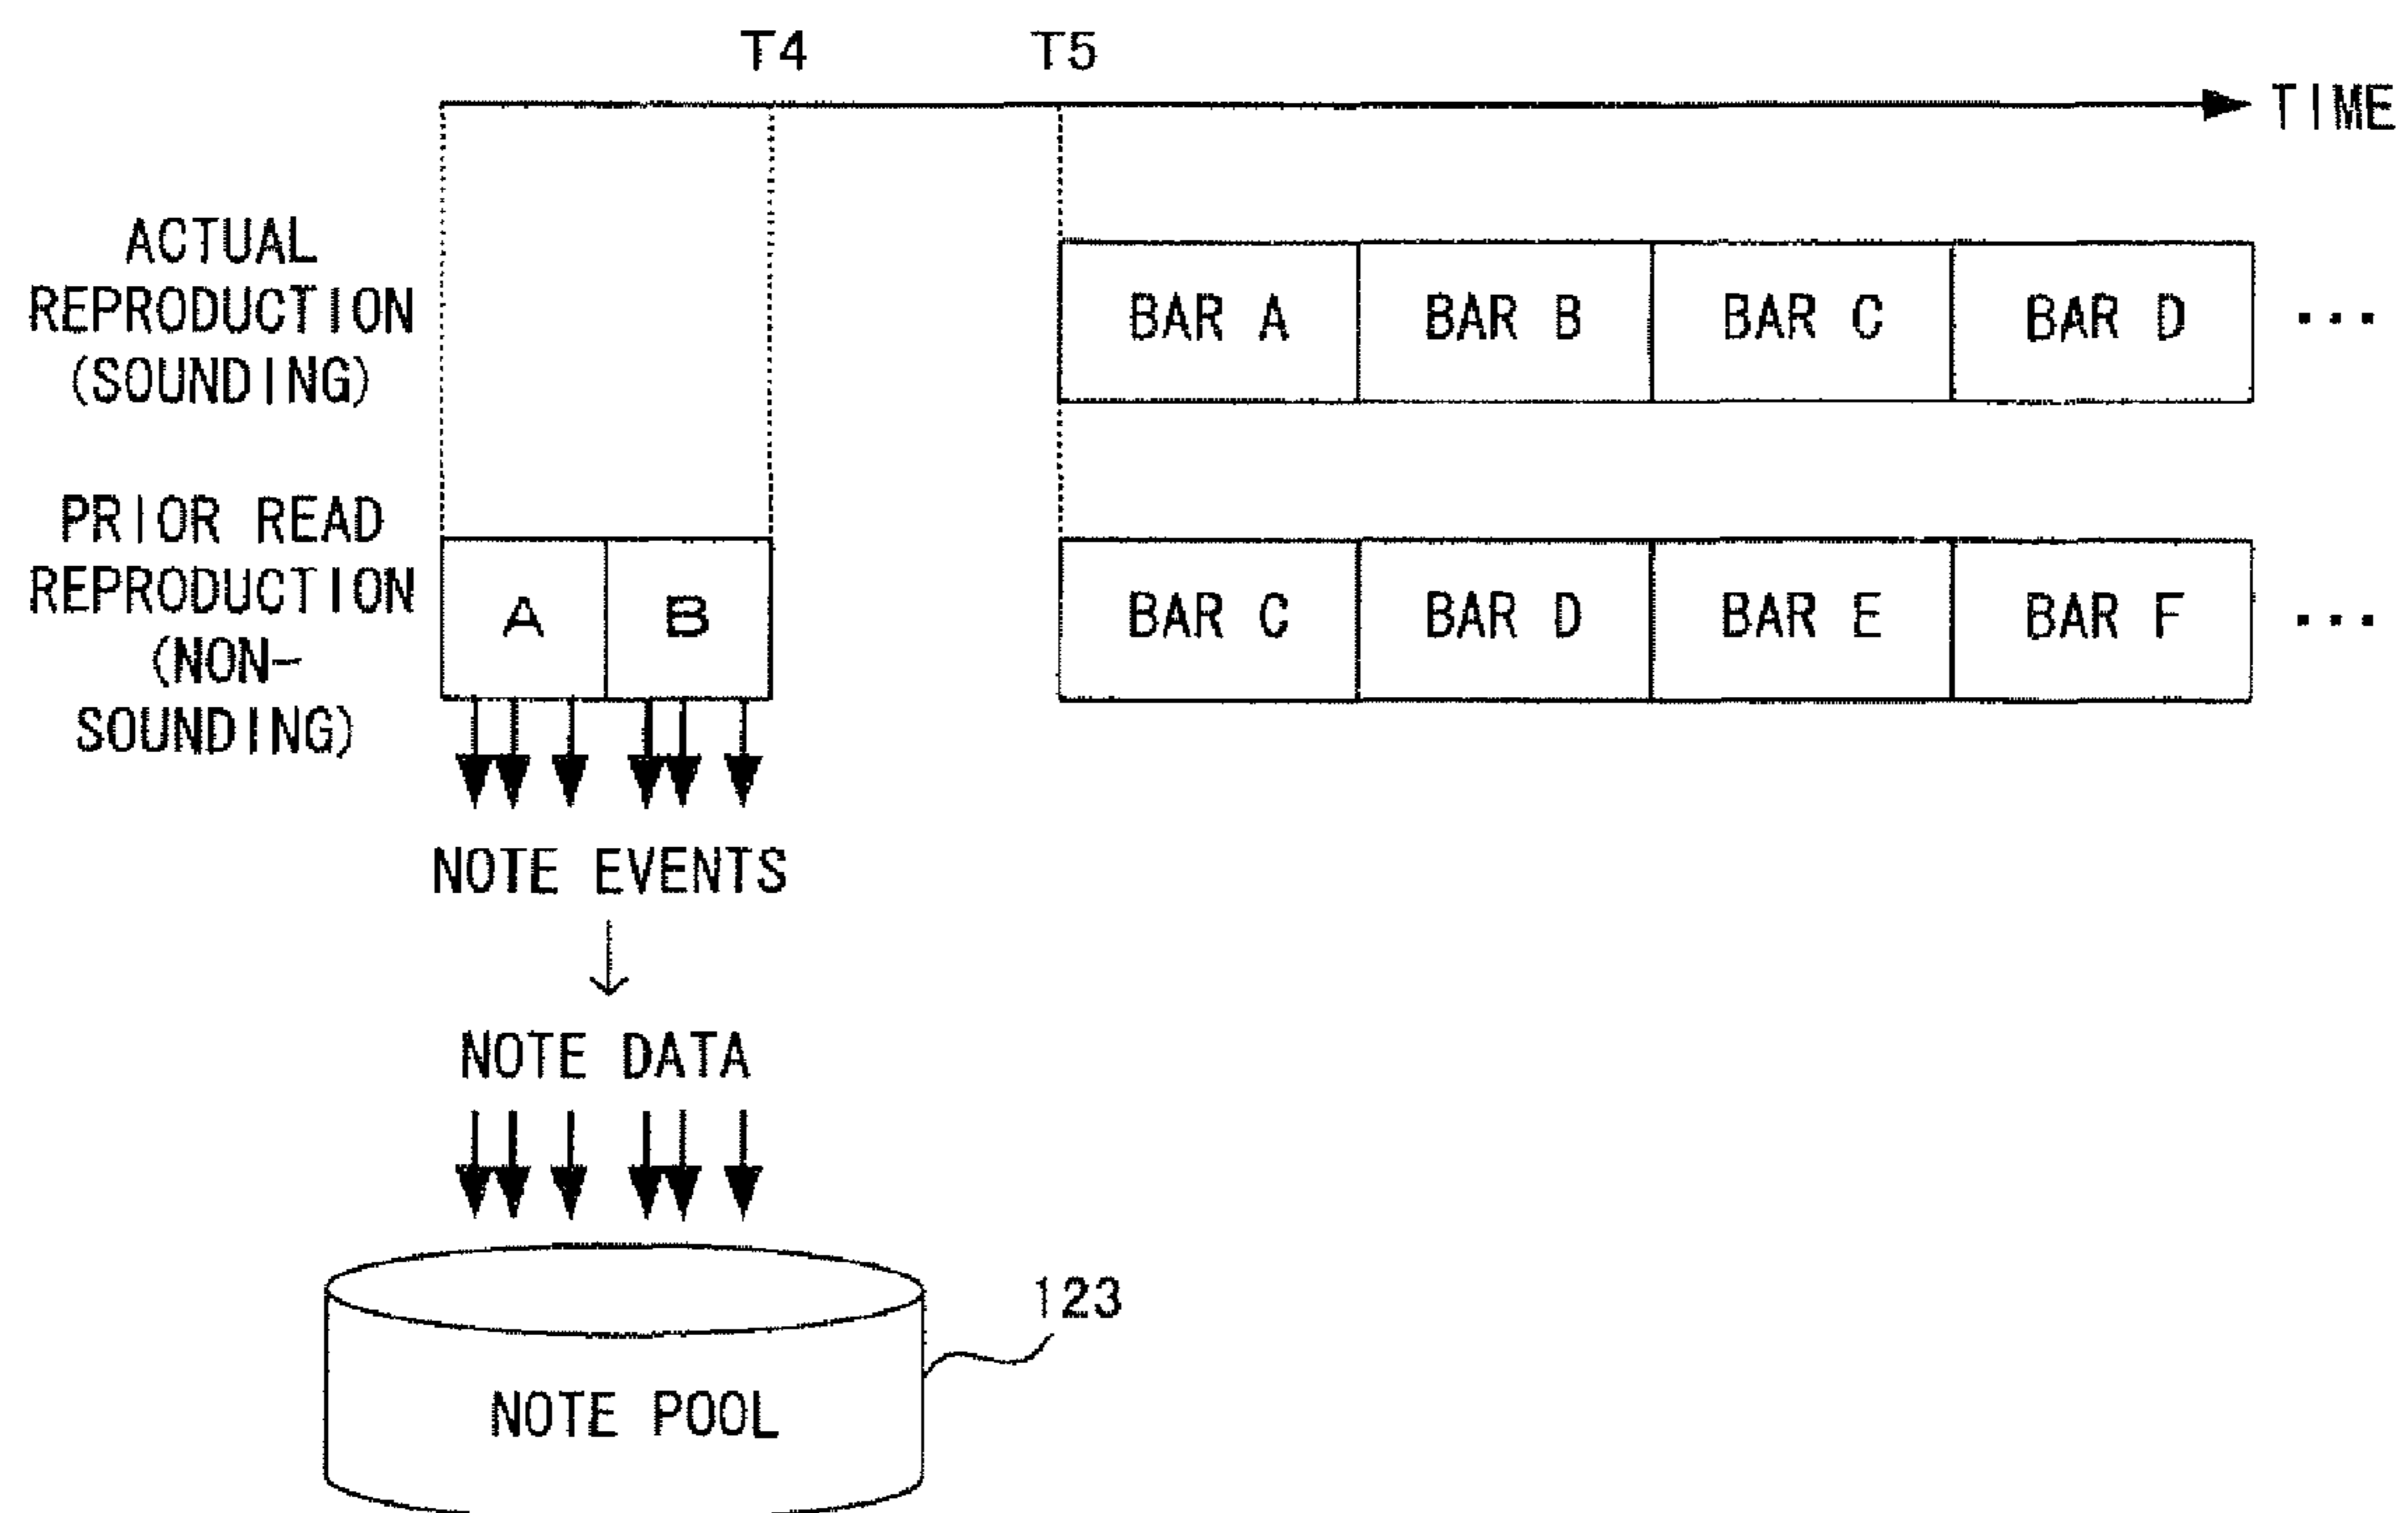 T4 T5
TIME
ACTUAL
REPRODUCTION
(SOUNDING)
BAR A BAR B BAR C BAR D ...
PRIOR READ
REPRODUCTION
(NON-
SOUNDING)
A B BAR C BAR D BAR E BAR F ...
NOTE EVENTS
NOTE DATA
123
NOTE POOL